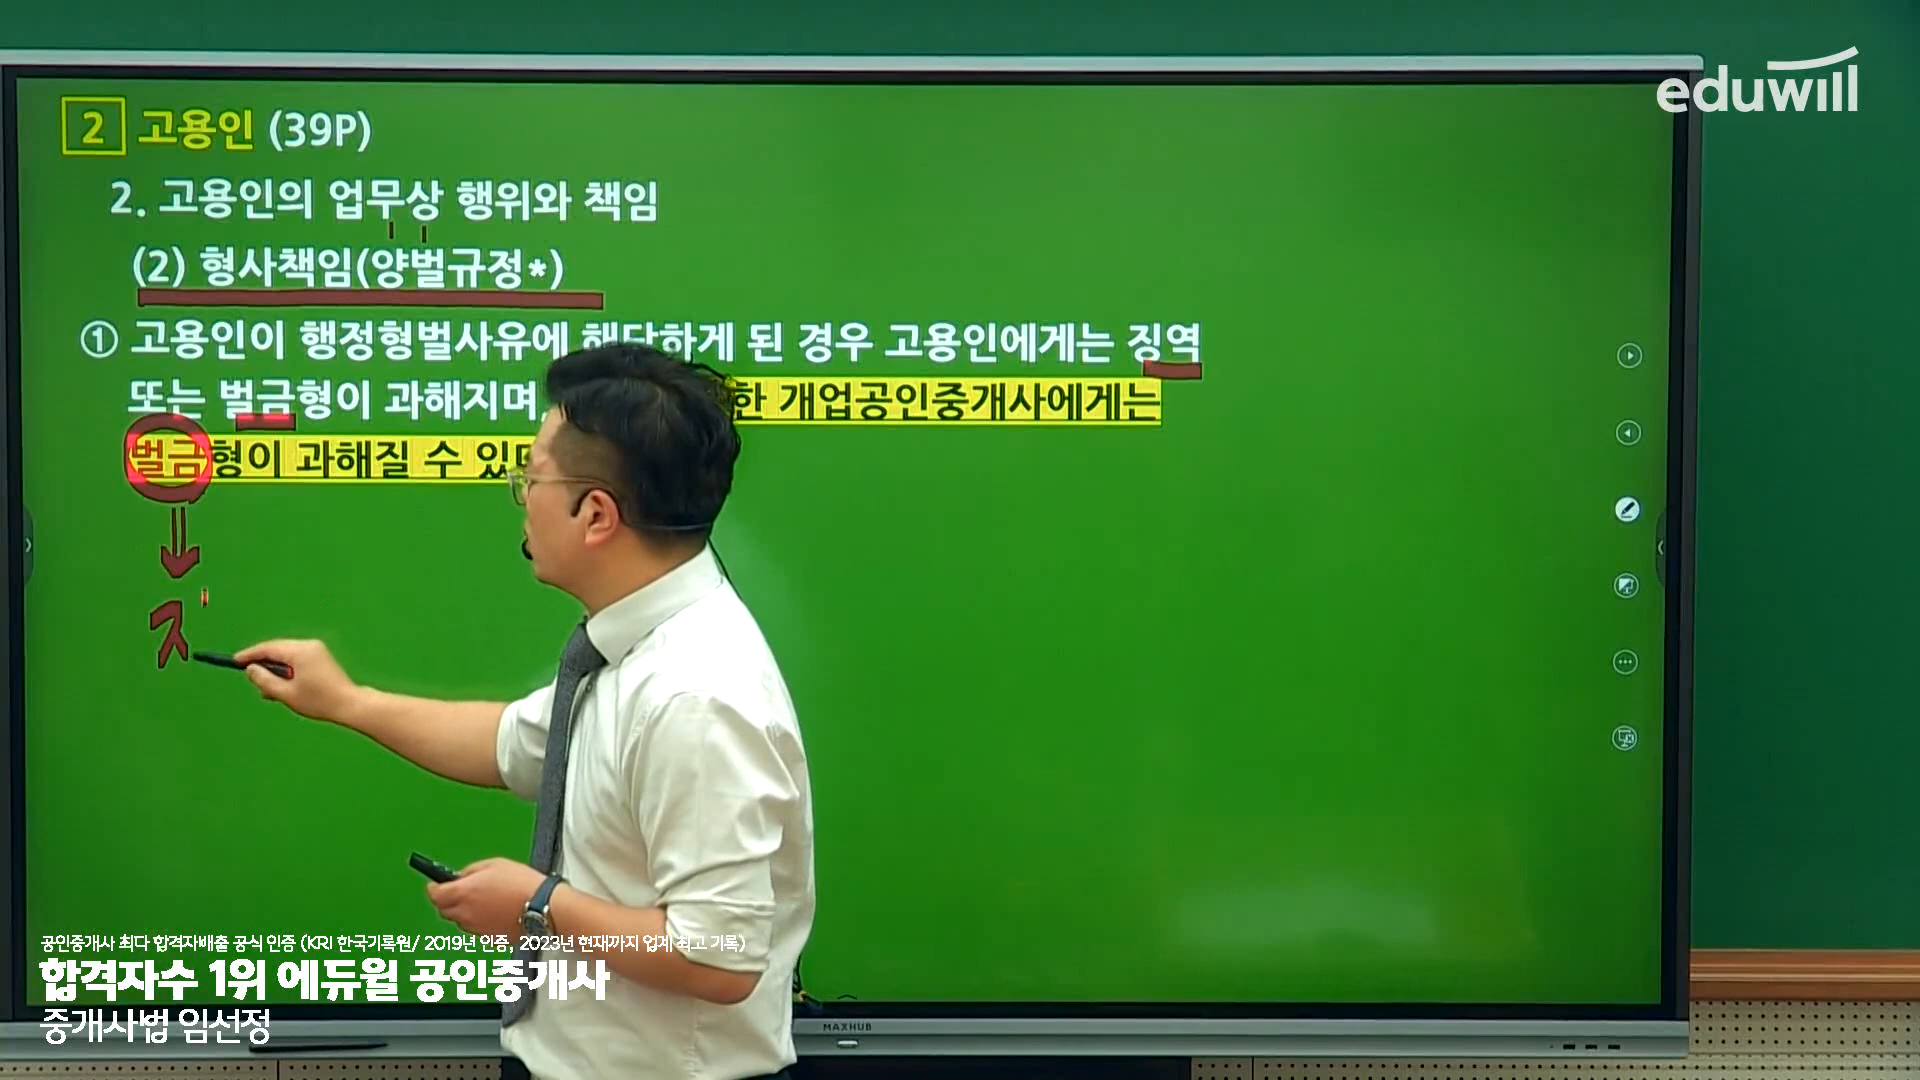 eduwill
2 고용인 (39P)
2. 고용인의 업무상 행위와 책임
(2) 형사책임(양벌규정*)
① 고용인이 행정형벌사유에 해당하게 된 경우 고용인에게는 징역
또는 벌금형이 과해지며, 한 개업공인중개사에게는
벌금형이 과해질 수 있
공인중개사 최다 합격자배출 공식 인증 (KRI 한국기록원/ 2019년 인증, 2023년 현재까지 업계 최고 기록)
합격자수 1위 에듀윌 공인중개사
중개사법 임선정
MAXHUB